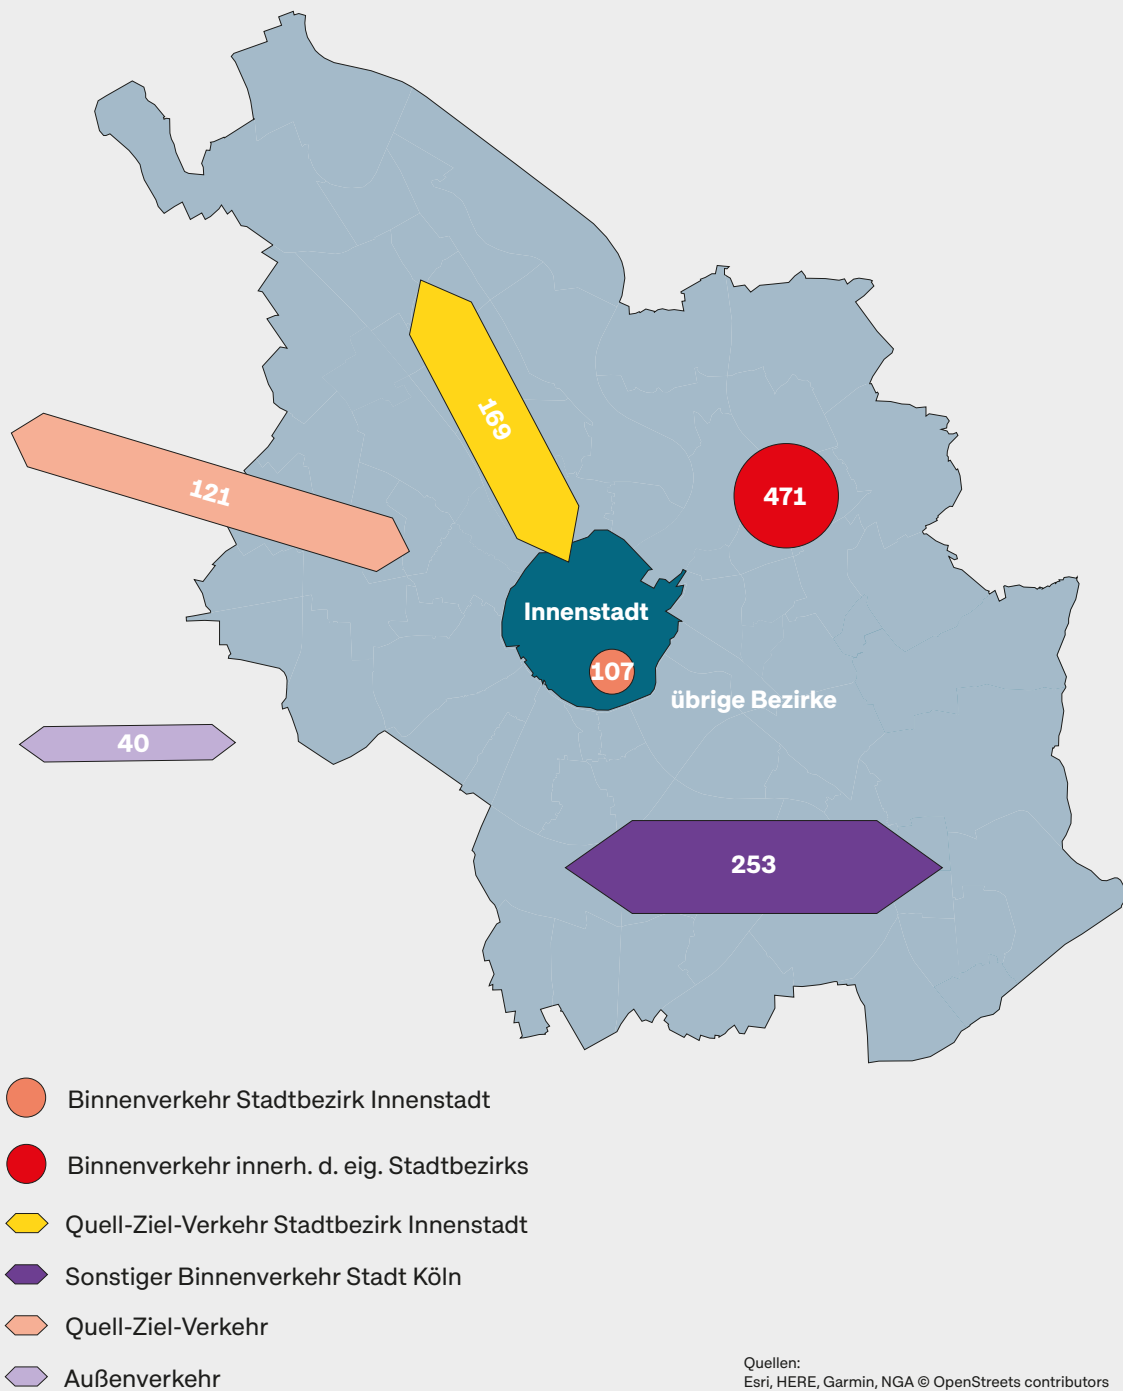 169
121
471
Innenstadt
107
übrige Bezirke
40
253
Binnenverkehr Stadtbezirk Innenstadt
Binnenverkehr innerh. d. eig. Stadtbezirks
Quell-Ziel-Verkehr Stadtbezirk Innenstadt
Sonstiger Binnenverkehr Stadt Köln
Quell-Ziel-Verkehr
Außenverkehr
Quellen:
Esri, HERE, Garmin, NGA © OpenStreets contributors